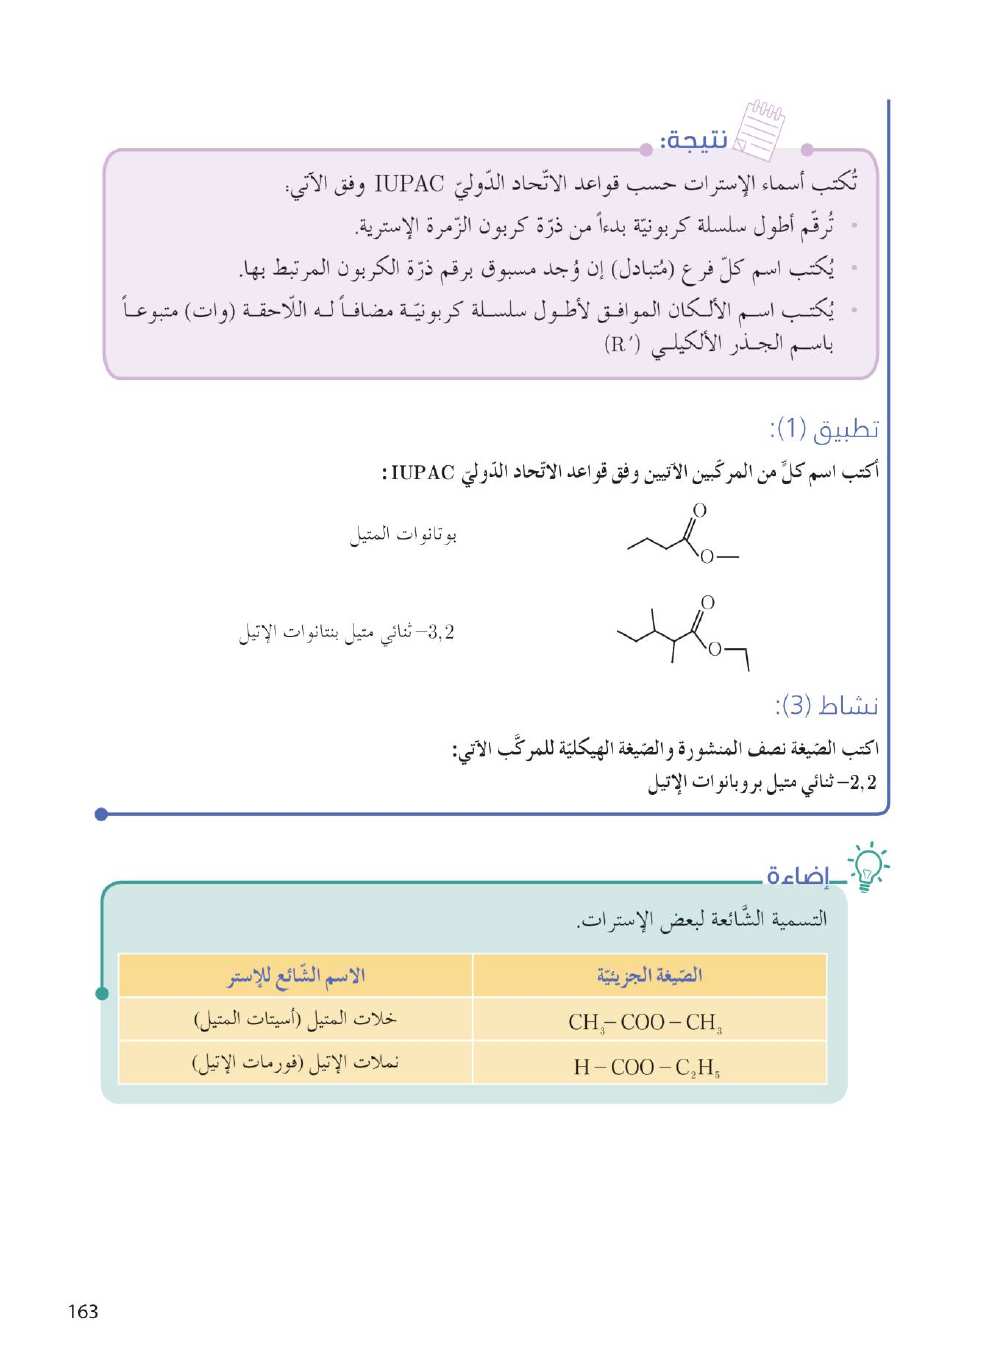 نتيجة:
تُكتب أسماء الإسترات حسب قواعد الاتّحاد الدّوليّ IUPAC وفق الآتي:
• تُرقّم أطول سلسلة كربونيّة بدءاً من ذرّة كربون الزّمرة الإسترية.
• يُكتب اسم كلّ فرع (مُتبادل) إن وُجد مسبوق برقم ذرّة الكربون المرتبط بها.
• يُكتب اسم الألكان الموافق لأطول سلسلة كربونيّة مضافاً له اللّاحقة (وات) متبوعاً
باسم الجذر الألكيلي (R′)
تطبيق (1):
أكتب اسم كلٍّ من المركّبين الآتيين وفق قواعد الاتّحاد الدّوليّ IUPAC:
O
O
بوتانوات المتيل
O
O
3,2–ثنائي متيل بنتانوات الإتيل
نشاط (3):
اكتب الصّيغة نصف المنشورة والصّيغة الهيكليّة للمركَّب الآتي:
2,2–ثنائي متيل بروبانوات الإتيل
إضاءة
التسمية الشَّائعة لبعض الإسترات.
الصّيغة الجزيئيّة
الاسم الشّائع للإستر
CH₃– COO – CH₃
خلات المتيل (أسيتات المتيل)
H – COO – C₂H₅
نملات الإتيل (فورمات الإتيل)
163